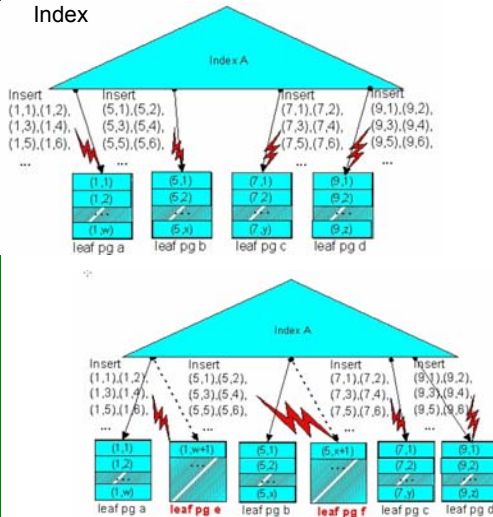 Index
Index A
Insert
(1,1),(1,2),
(1,3),(1,4),
(1,5),(1,6),
...
Insert
(5,1),(5,2),
(5,3),(5,4),
(5,5),(5,6),
...
Insert
(7,1),(7,2),
(7,3),(7,4),
(7,5),(7,6),
...
Insert
(9,1),(9,2),
(9,3),(9,4),
(9,5),(9,6),
...
(1,1)
(1,2)
...
(1,w)
leaf pg a
(5,1)
(5,2)
...
(5,x)
leaf pg b
(7,1)
(7,2)
...
(7,y)
leaf pg c
(9,1)
(9,2)
...
(9,z)
leaf pg d
Index A
Insert
(1,1),(1,2),
(1,3),(1,4),
(1,5),(1,6),
...
Insert
(5,1),(5,2),
(5,3),(5,4),
(5,5),(5,6),
...
Insert
(7,1),(7,2),
(7,3),(7,4),
(7,5),(7,6),
...
Insert
(9,1),(9,2),
(9,3),(9,4),
(9,5),(9,6),
...
(1,1)
(1,2)
...
(1,w)
leaf pg a
(1,w+1)
...
leaf pg e
(5,1)
(5,2)
...
(5,x)
leaf pg b
(5,x+1)
...
leaf pg f
(7,1)
(7,2)
...
(7,y)
leaf pg c
(9,1)
(9,2)
...
(9,z)
leaf pg d